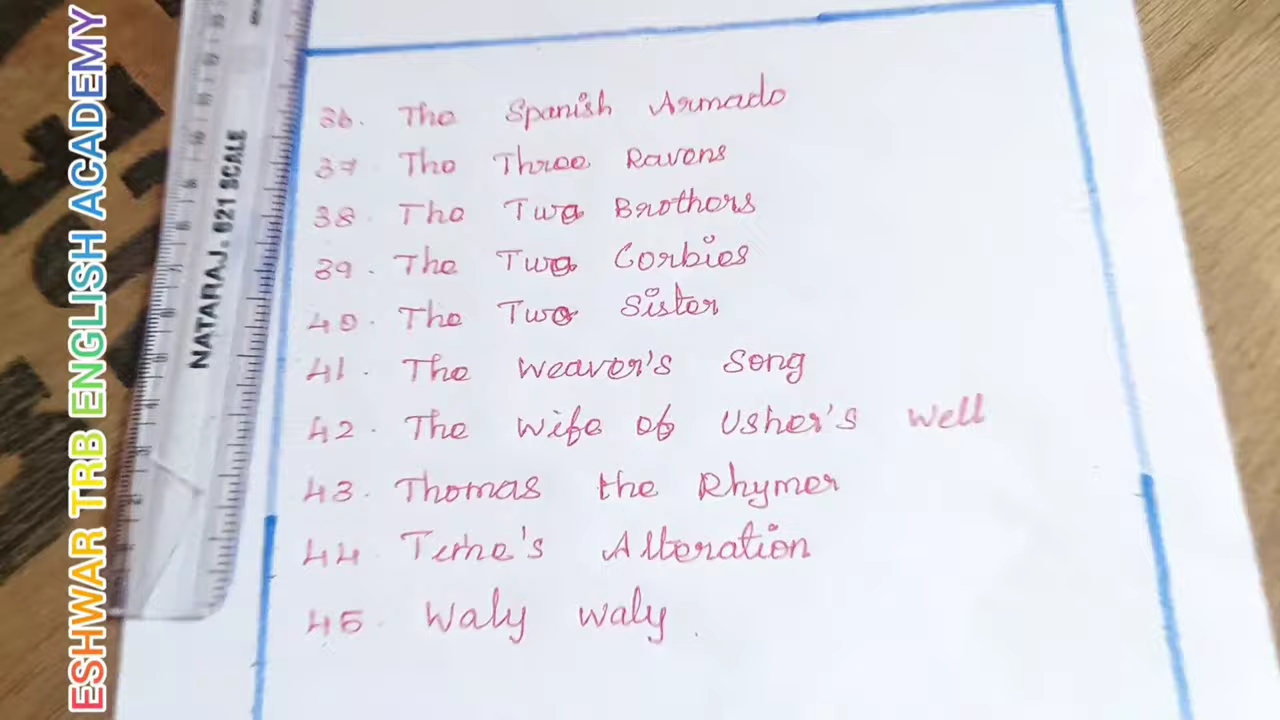 ESHWAR TRB ENGLISH ACADEMY
NATARAJ 621 SCALE
36. The Spanish Armado
37 The Three Ravens
38. The Two Brothers
39. The Two Corbies
40. The Two Sister
41. The Weaver's Song
42. The Wife of Usher's Well
43. Thomas the Rhymer
44 Time's Alteration
45. Waly Waly.